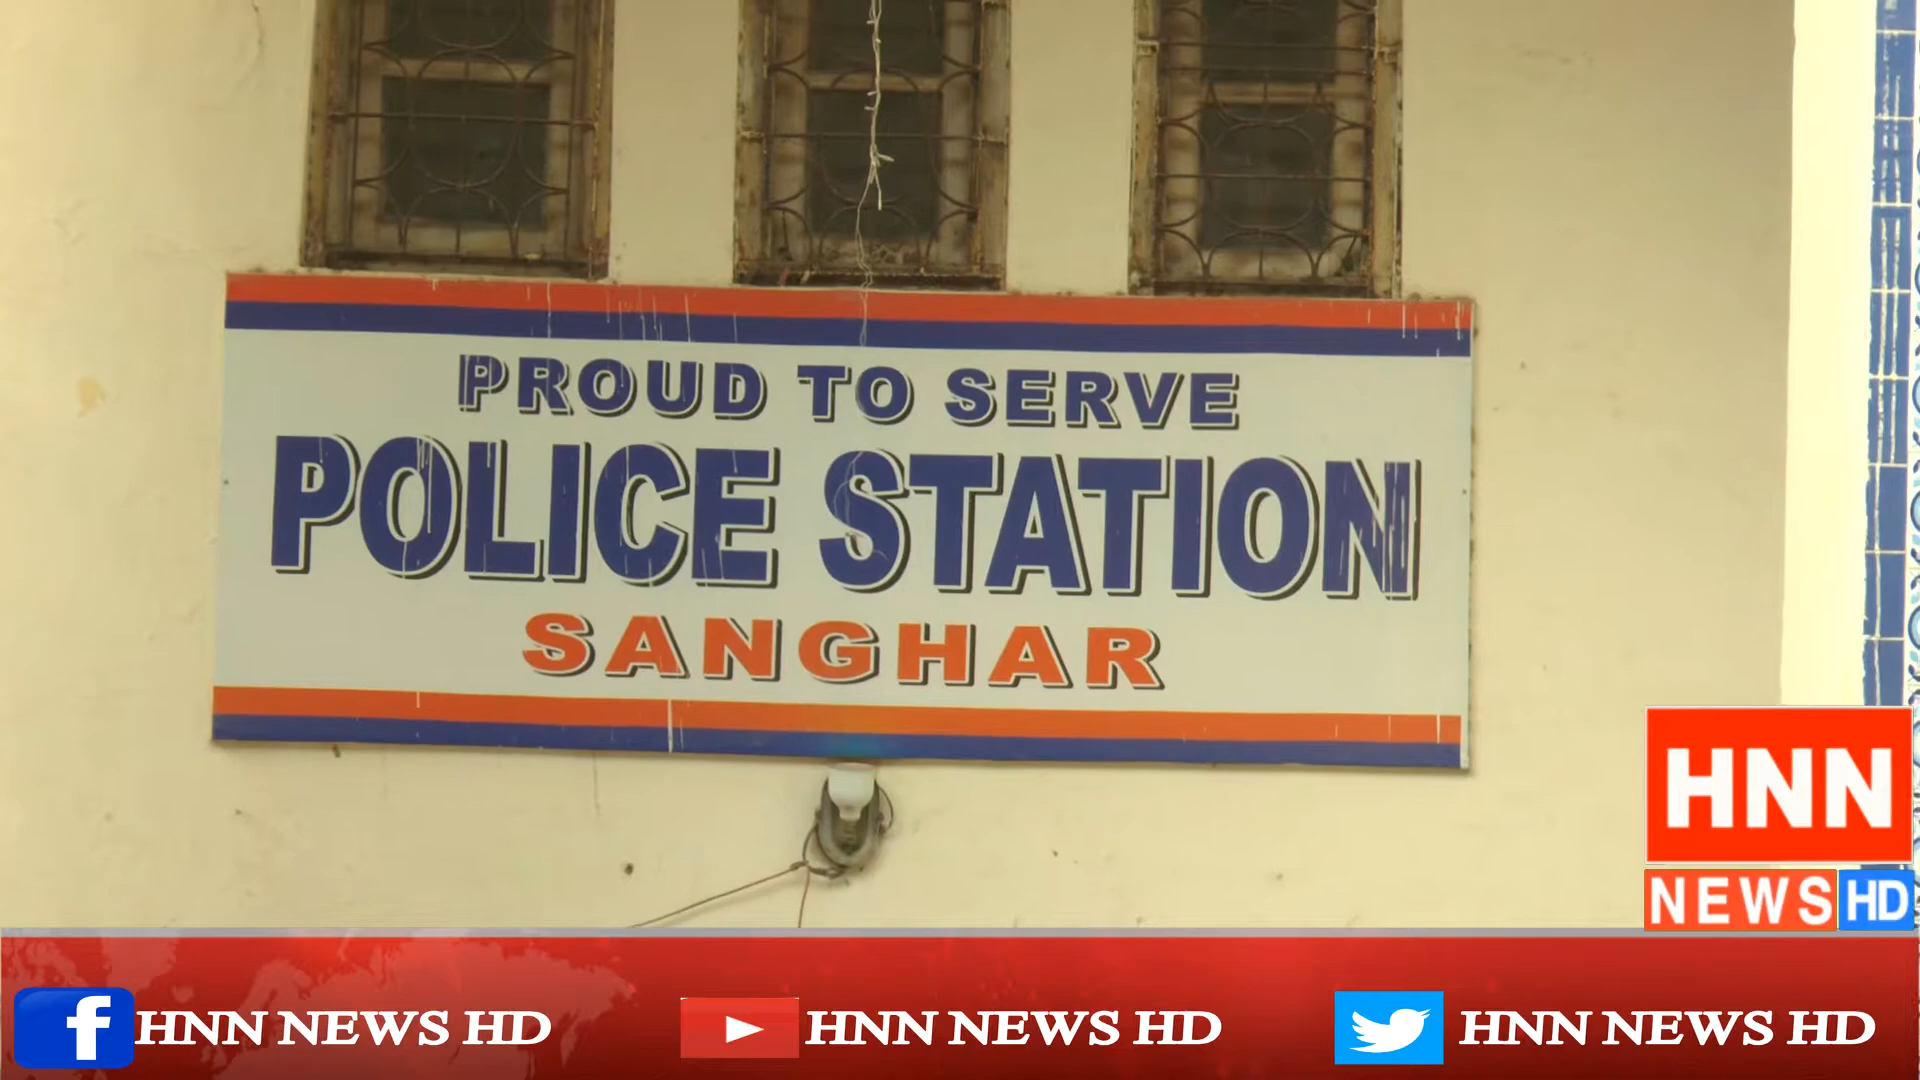 PROUD TO SERVE
POLICE STATION
SANGHAR
HNN
NEWS HD
f HNN NEWS HD
HNN NEWS HD
HNN NEWS HD